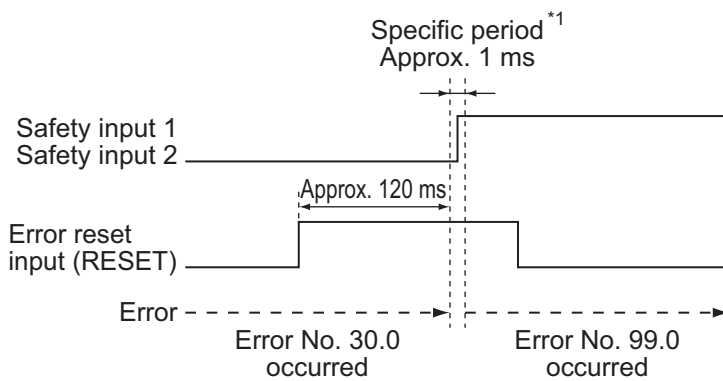 Specific period *1
Approx. 1 ms
Safety input 1
Safety input 2
Approx. 120 ms
Error reset
input (RESET)
Error
Error No. 30.0
occurred
Error No. 99.0
occurred